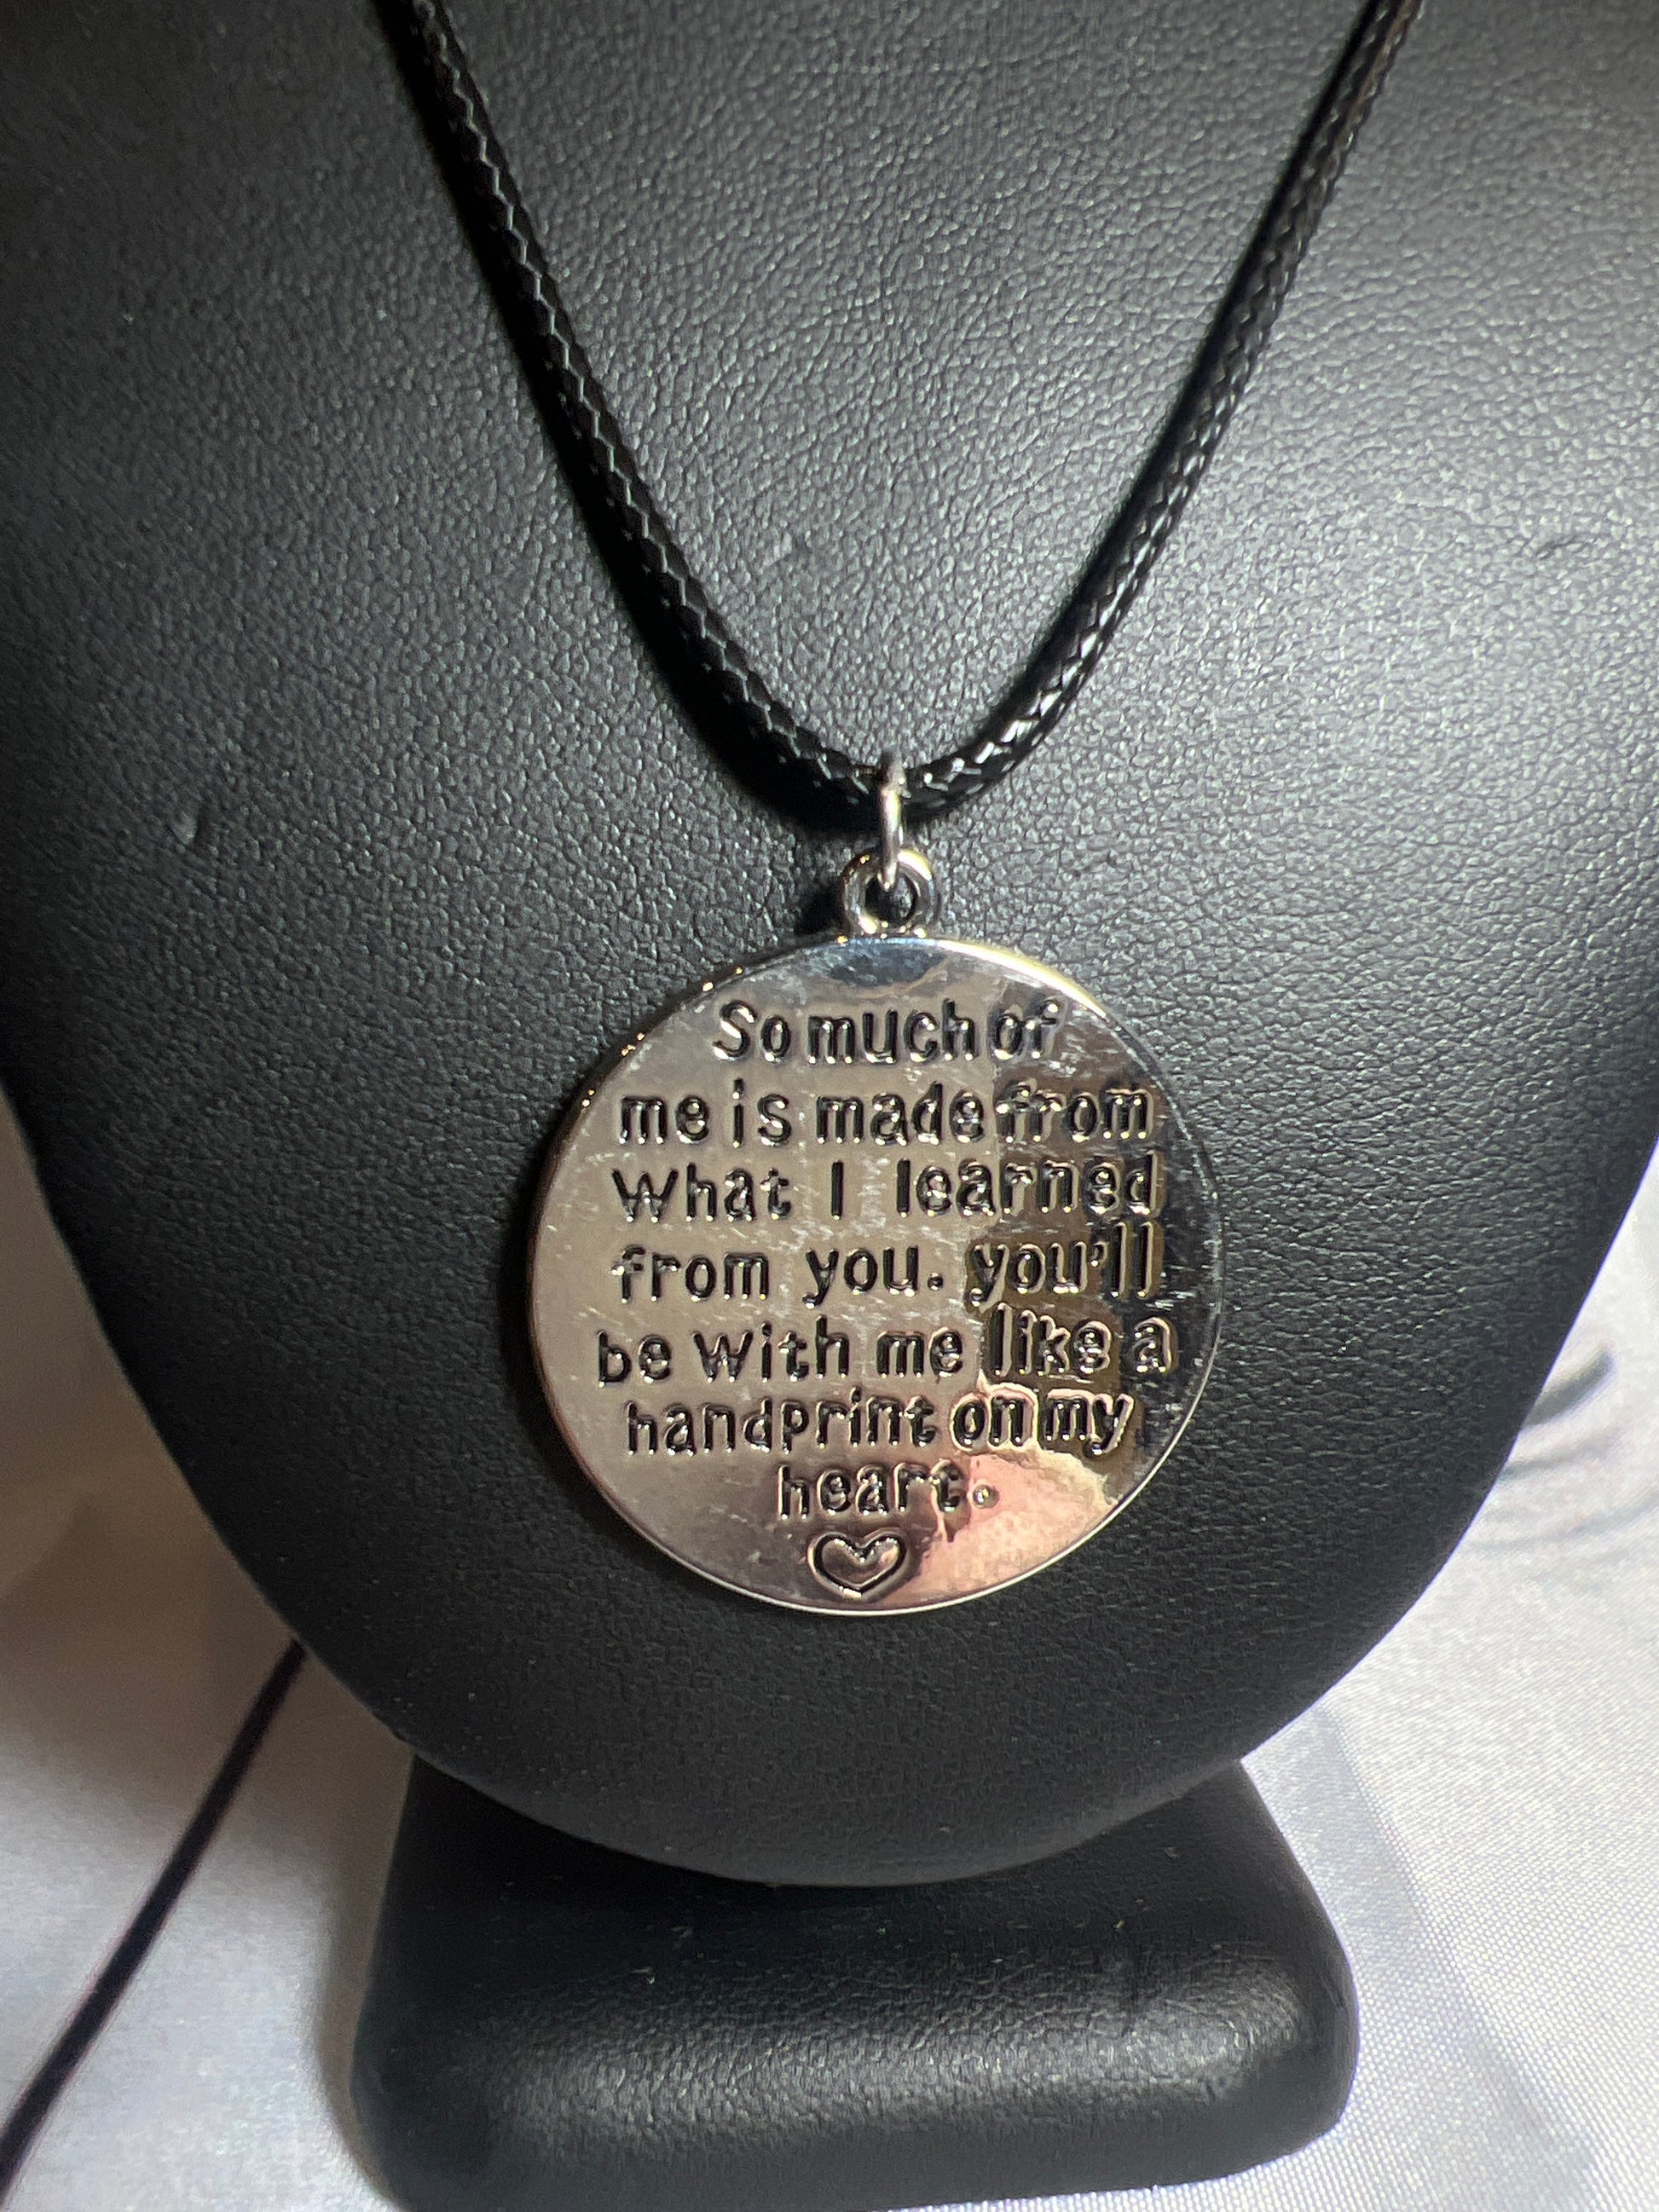 So much of
me is made from
What I learned
from you. you'll
be With me like a
handprint on my
heart.